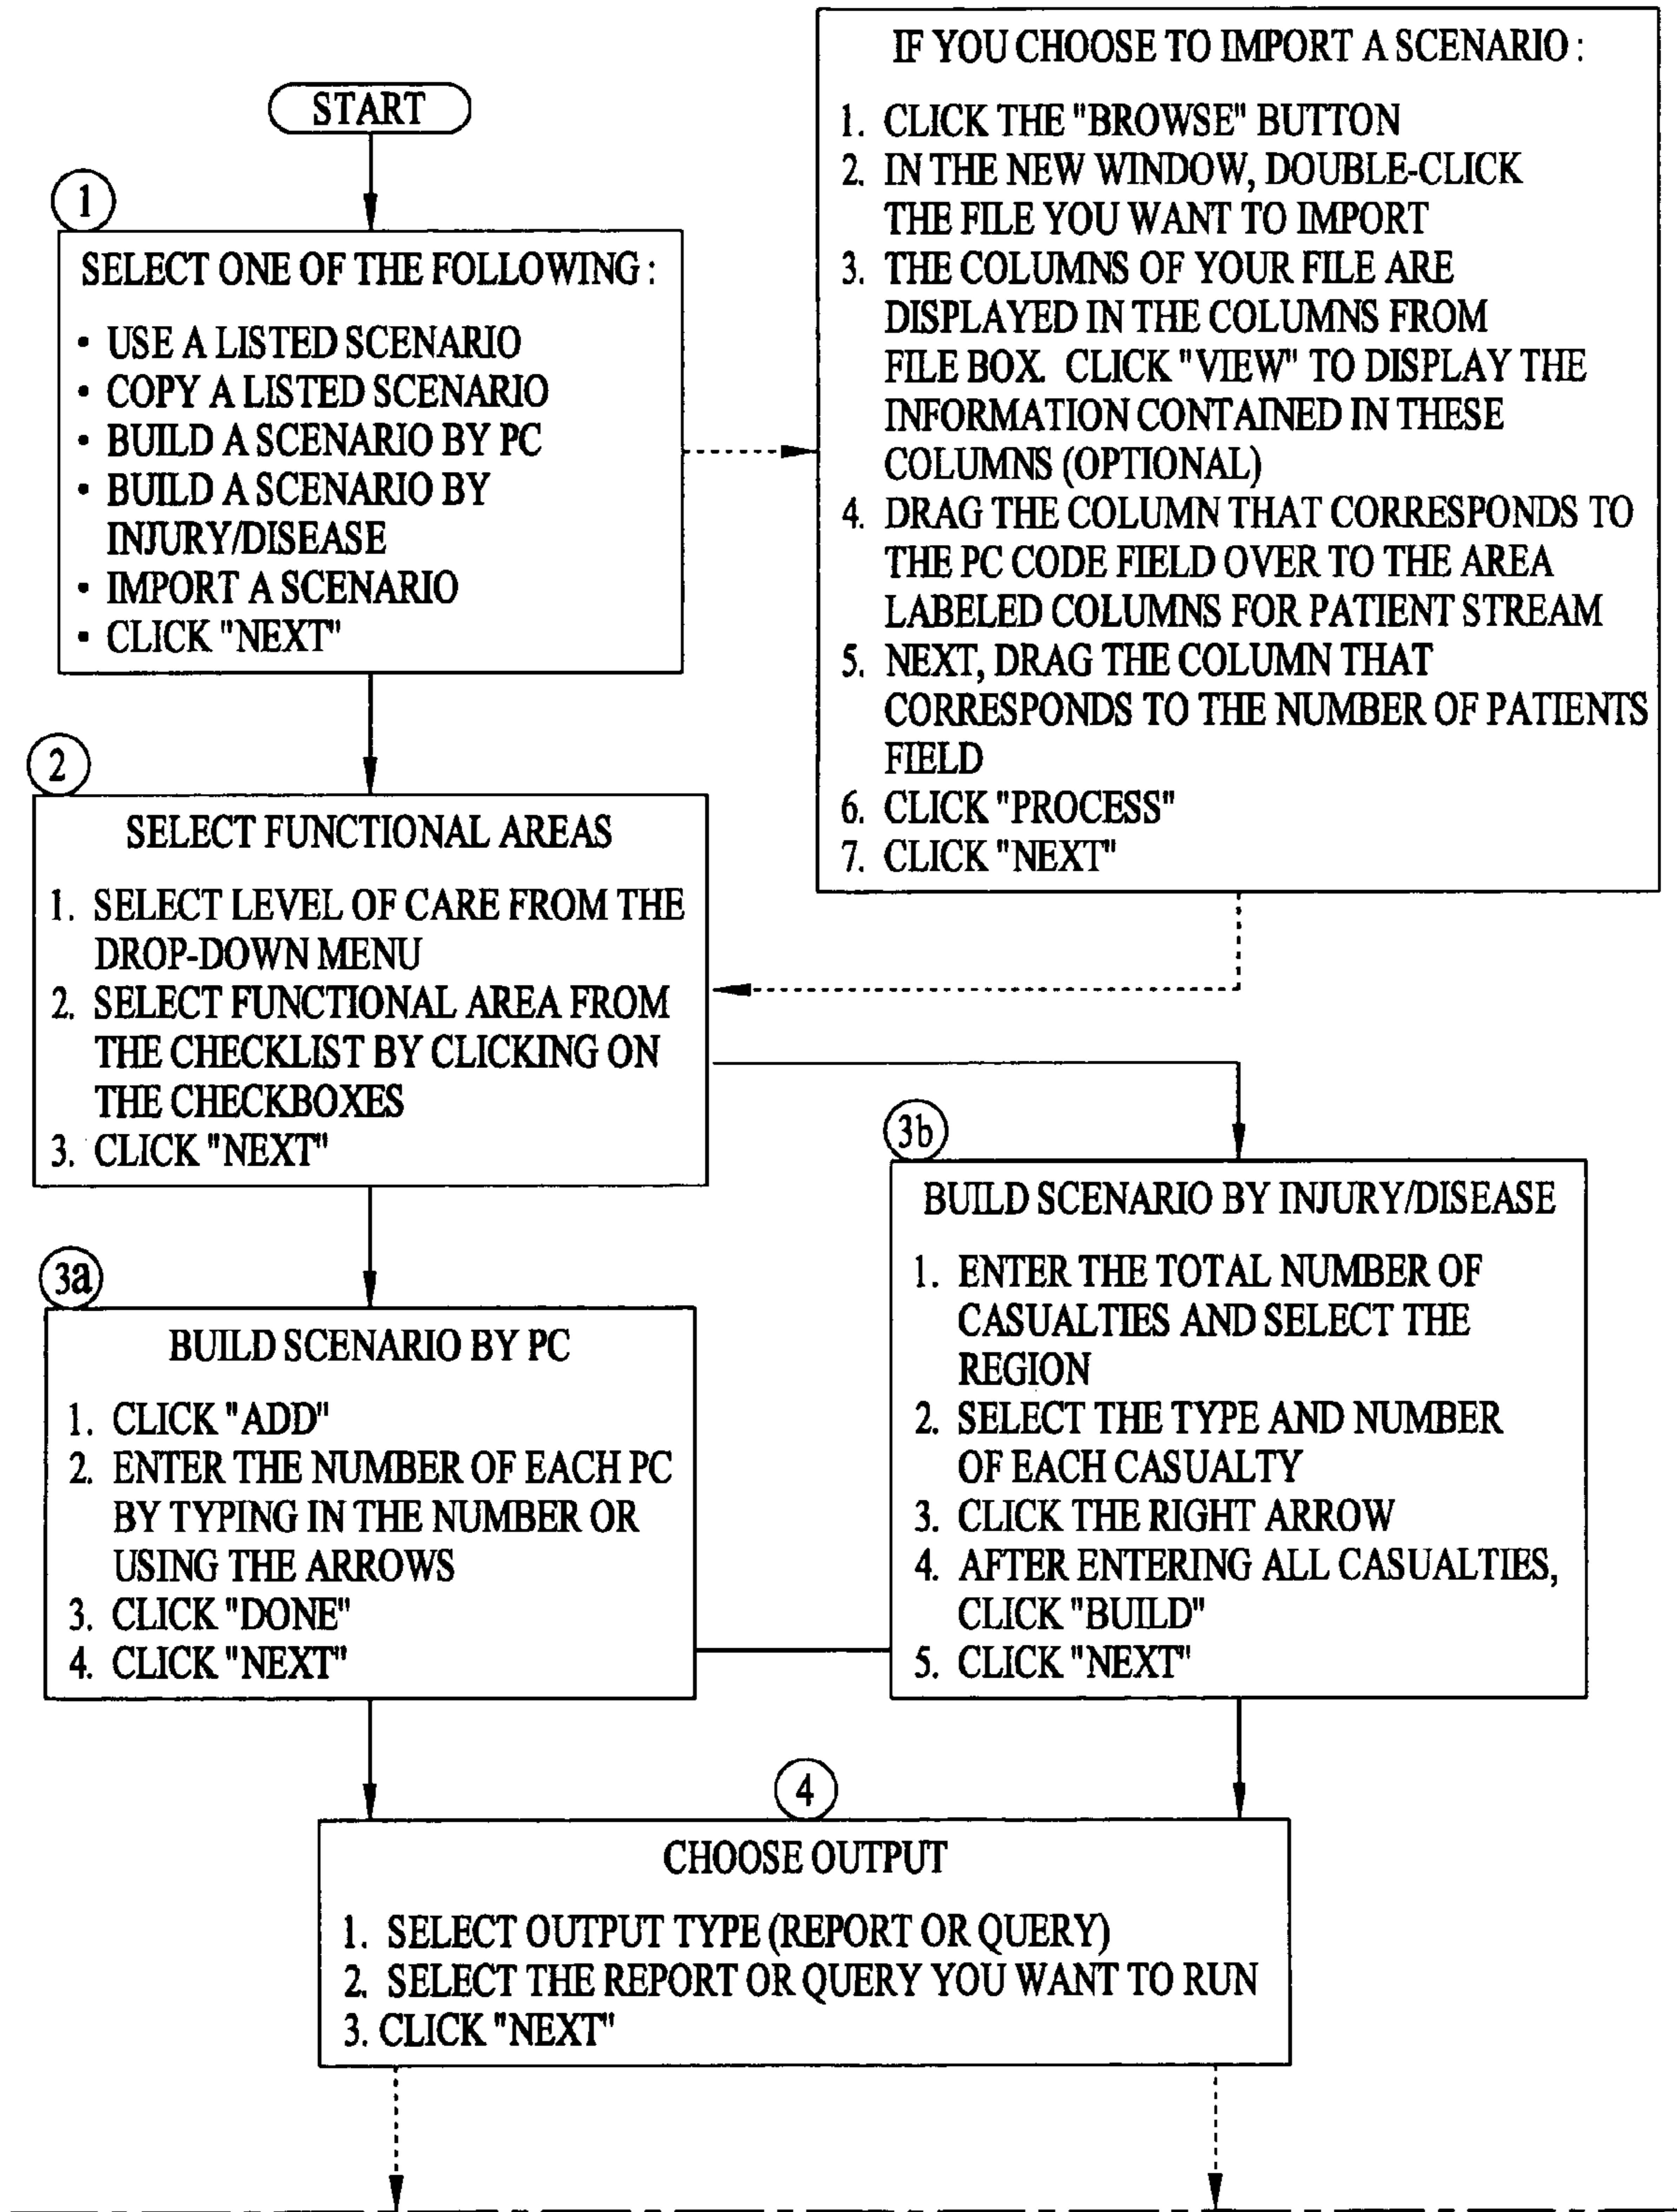 START
1
SELECT ONE OF THE FOLLOWING :
• USE A LISTED SCENARIO
• COPY A LISTED SCENARIO
• BUILD A SCENARIO BY PC
• BUILD A SCENARIO BY
INJURY/DISEASE
• IMPORT A SCENARIO
• CLICK "NEXT"
IF YOU CHOOSE TO IMPORT A SCENARIO :
1. CLICK THE "BROWSE" BUTTON
2. IN THE NEW WINDOW, DOUBLE-CLICK
THE FILE YOU WANT TO IMPORT
3. THE COLUMNS OF YOUR FILE ARE
DISPLAYED IN THE COLUMNS FROM
FILE BOX. CLICK "VIEW" TO DISPLAY THE
INFORMATION CONTAINED IN THESE
COLUMNS (OPTIONAL)
4. DRAG THE COLUMN THAT CORRESPONDS TO
THE PC CODE FIELD OVER TO THE AREA
LABELED COLUMNS FOR PATIENT STREAM
5. NEXT, DRAG THE COLUMN THAT
CORRESPONDS TO THE NUMBER OF PATIENTS
FIELD
6. CLICK "PROCESS"
7. CLICK "NEXT"
2
SELECT FUNCTIONAL AREAS
1. SELECT LEVEL OF CARE FROM THE
DROP-DOWN MENU
2. SELECT FUNCTIONAL AREA FROM
THE CHECKLIST BY CLICKING ON
THE CHECKBOXES
3. CLICK "NEXT"
3a
BUILD SCENARIO BY PC
1. CLICK "ADD"
2. ENTER THE NUMBER OF EACH PC
BY TYPING IN THE NUMBER OR
USING THE ARROWS
3. CLICK "DONE"
4. CLICK "NEXT"
3b
BUILD SCENARIO BY INJURY/DISEASE
1. ENTER THE TOTAL NUMBER OF
CASUALTIES AND SELECT THE
REGION
2. SELECT THE TYPE AND NUMBER
OF EACH CASUALTY
3. CLICK THE RIGHT ARROW
4. AFTER ENTERING ALL CASUALTIES,
CLICK "BUILD"
5. CLICK "NEXT"
4
CHOOSE OUTPUT
1. SELECT OUTPUT TYPE (REPORT OR QUERY)
2. SELECT THE REPORT OR QUERY YOU WANT TO RUN
3. CLICK "NEXT"